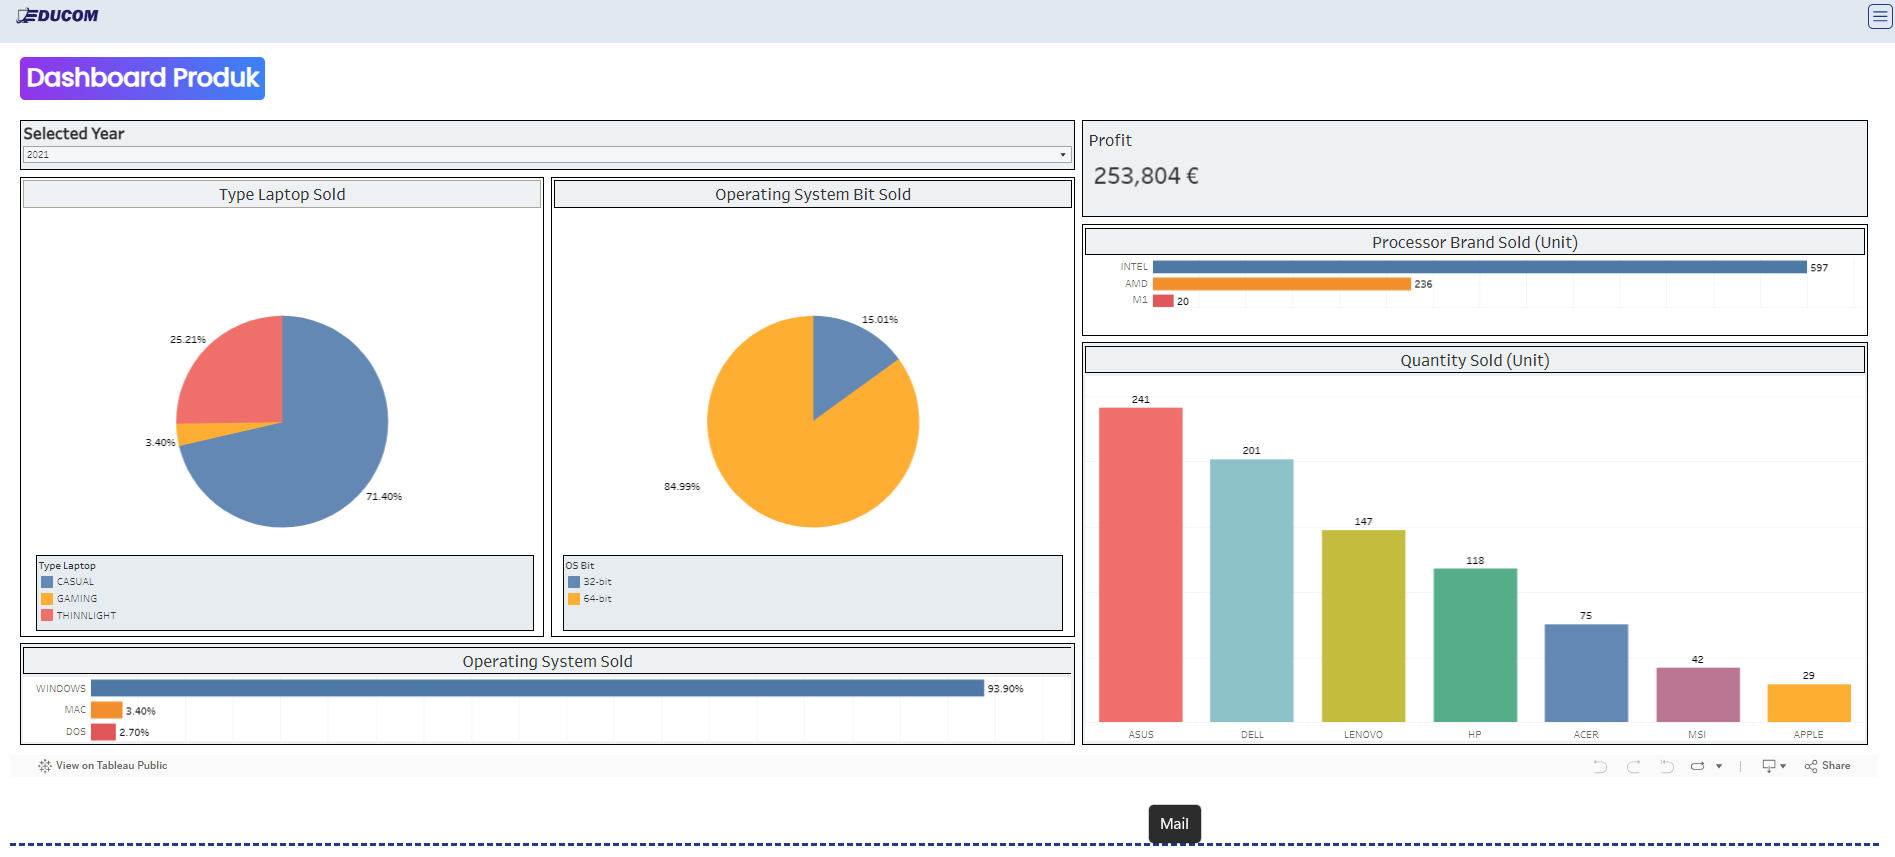 EDUCOM
Dashboard Produk
Selected Year
2021
Type Laptop Sold
25.21%
3.40%
71.40%
Type Laptop
CASUAL
GAMING
THINNLIGHT
Operating System Bit Sold
15.01%
84.99%
OS Bit
32-bit
64-bit
Operating System Sold
WINDOWS 93.90%
MAC 3.40%
DOS 2.70%
Profit
253,804 €
Processor Brand Sold (Unit)
INTEL 597
AMD 236
M1 20
Quantity Sold (Unit)
241
201
147
118
75
42
29
ASUS DELL LENOVO HP ACER MSI APPLE
View on Tableau Public
Share
Mail